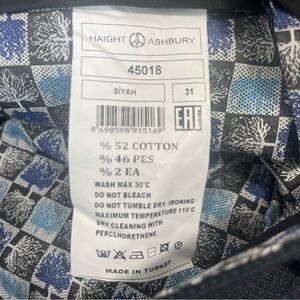 HAIGHT ASHBURY
45018
SİYAH 31
8 698598 915169
EAC
% 52 COTTON
% 46 PES
% 2 EA
WASH MAX 30°C
DO NOT BLEACH
DO NOT TUMBLE DRY IRONING
MAXIMUM TEMPERATURE 110°C
DRY CLEANING WITH
PERCLHORETHENE
MADE IN TURKEY